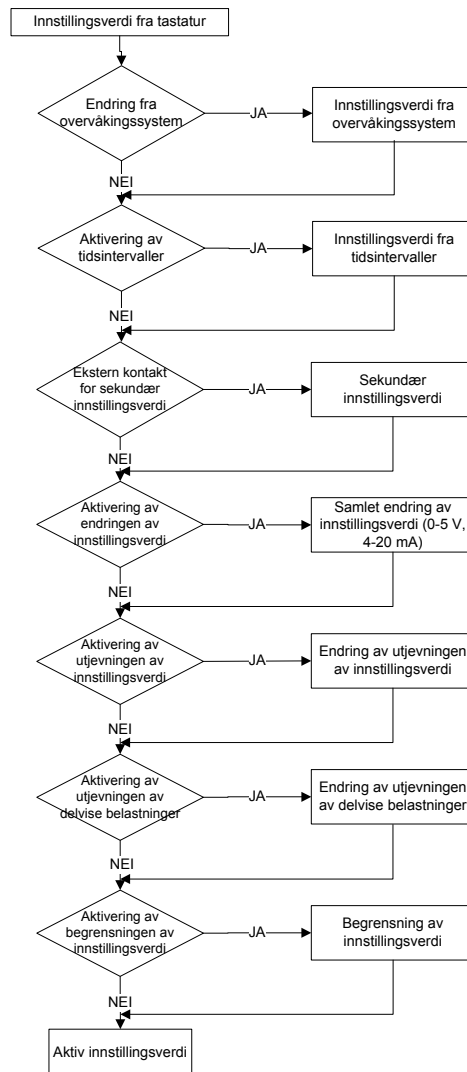 Innstillingsverdi fra tastatur
Endring fra
overvåkingssystem
JA
Innstillingsverdi fra
overvåkingssystem
NEI
Aktivering av
tidsintervaller
JA
Innstillingsverdi fra
tidsintervaller
NEI
Ekstern kontakt
for sekundær
innstillingsverdi
JA
Sekundær
innstillingsverdi
NEI
Aktivering av
endringen av
innstillingsverdi
JA
Samlet endring av
innstillingsverdi (0-5 V,
4-20 mA)
NEI
Aktivering av
utjevningen av
innstillingsverdi
JA
Endring av utjevningen
av innstillingsverdi
NEI
Aktivering av
utjevningen av
delvise belastninger
JA
Endring av utjevningen
av delvise belastninger
NEI
Aktivering av
begrensningen av
innstillingsverdi
JA
Begrensning av
innstillingsverdi
NEI
Aktiv innstillingsverdi